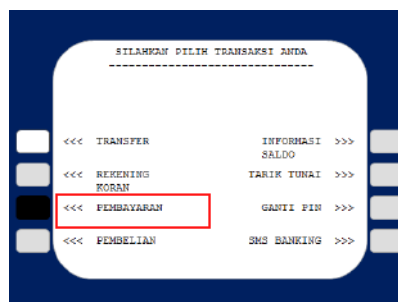 SILAHKAN PILIH TRANSAKSI ANDA
------------------------------
<<< TRANSFER INFORMASI >>>
SALDO
<<< REKENING TARIK TUNAI >>>
KORAN
<<< PEMBAYARAN GANTI PIN >>>
<<< PEMBELIAN SMS BANKING >>>